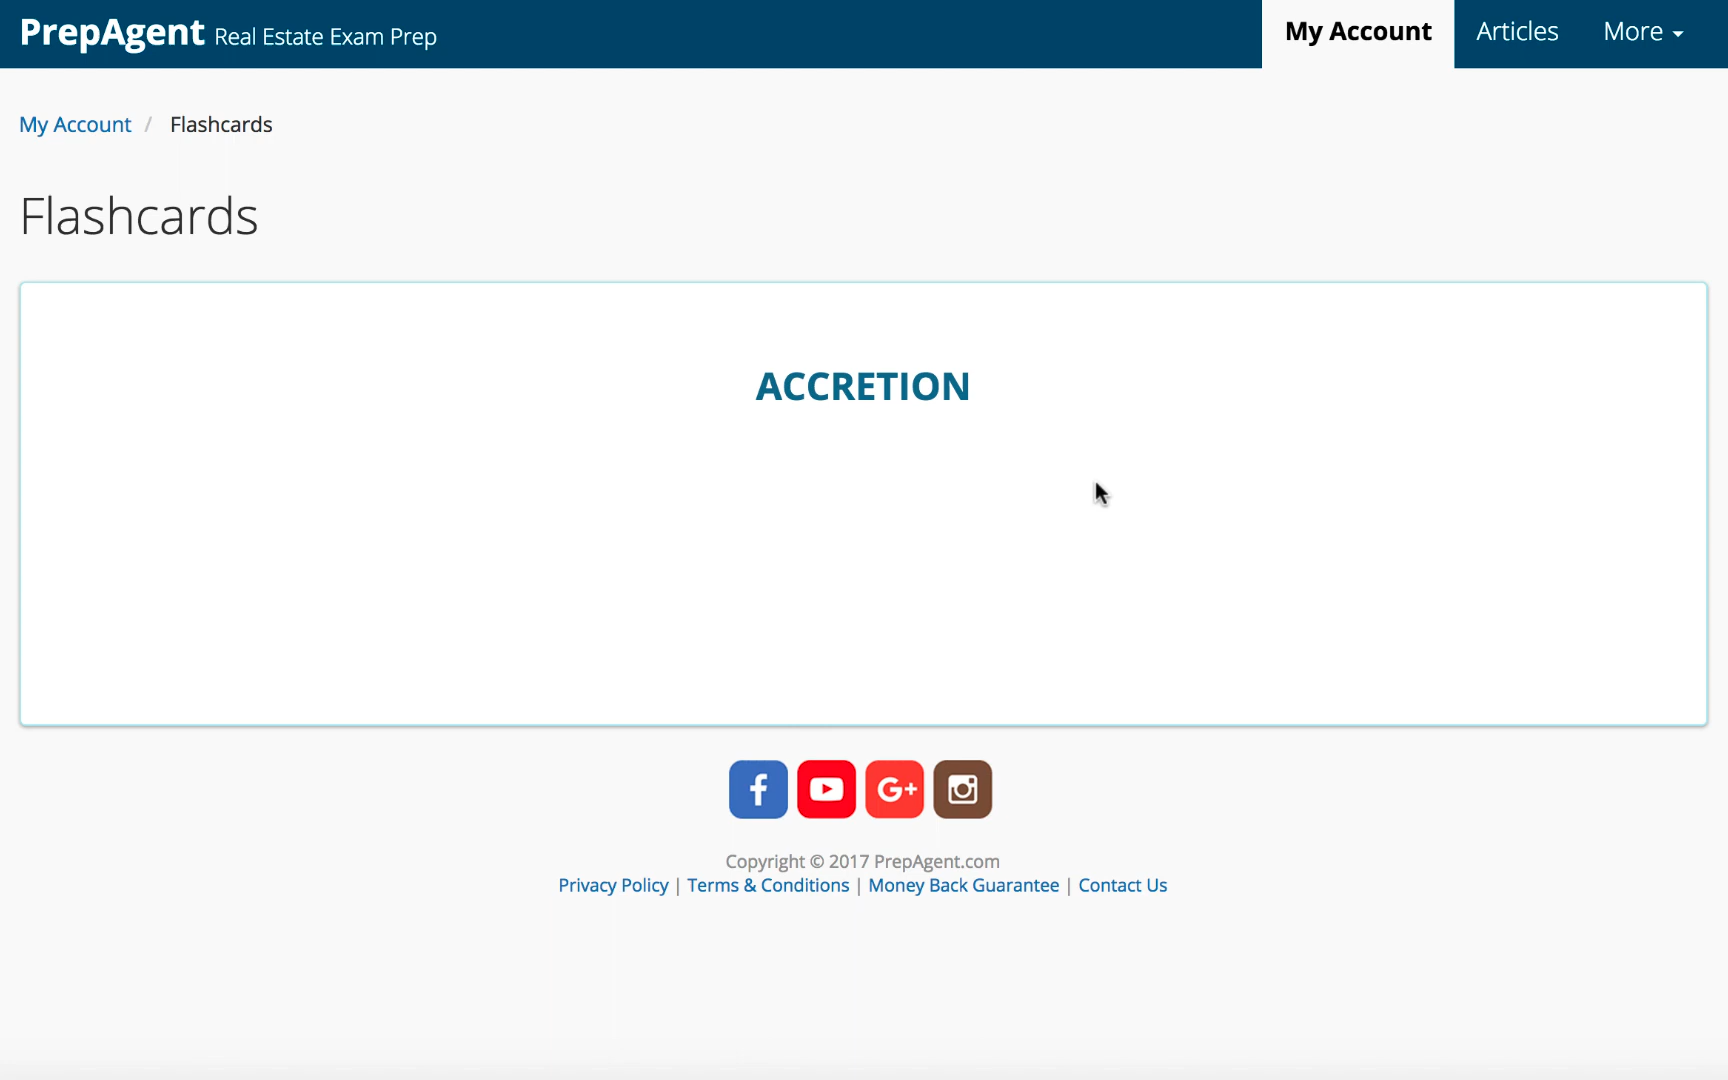 PrepAgent Real Estate Exam Prep
My Account Articles More
My Account / Flashcards
Flashcards
ACCRETION
Copyright © 2017 PrepAgent.com
Privacy Policy | Terms & Conditions | Money Back Guarantee | Contact Us